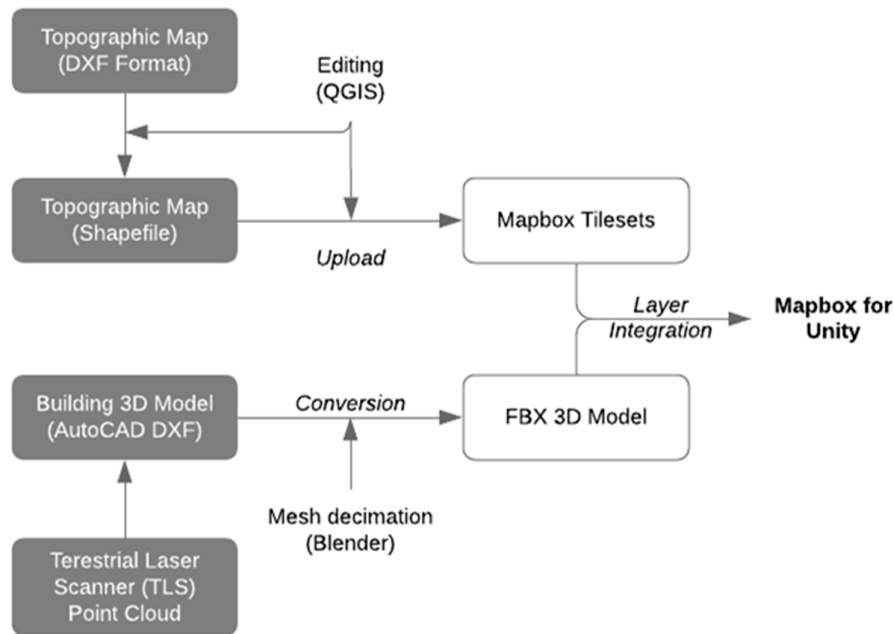 Topographic Map
(DXF Format)
Editing
(QGIS)
Topographic Map
(Shapefile)
Upload
Mapbox Tilesets
Layer
Integration
Mapbox for
Unity
Building 3D Model
(AutoCAD DXF)
Conversion
FBX 3D Model
Mesh decimation
(Blender)
Terestrial Laser
Scanner (TLS)
Point Cloud